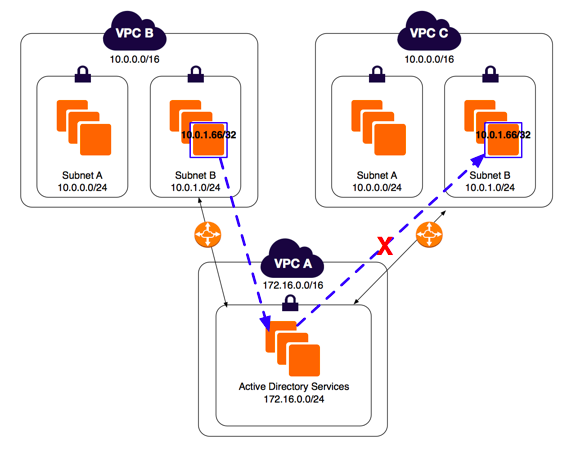 VPC B
10.0.0.0/16
10.0.1.66/32
Subnet A
10.0.0.0/24
Subnet B
10.0.1.0/24
VPC C
10.0.0.0/16
10.0.1.66/32
Subnet A
10.0.0.0/24
Subnet B
10.0.1.0/24
X
VPC A
172.16.0.0/16
Active Directory Services
172.16.0.0/24